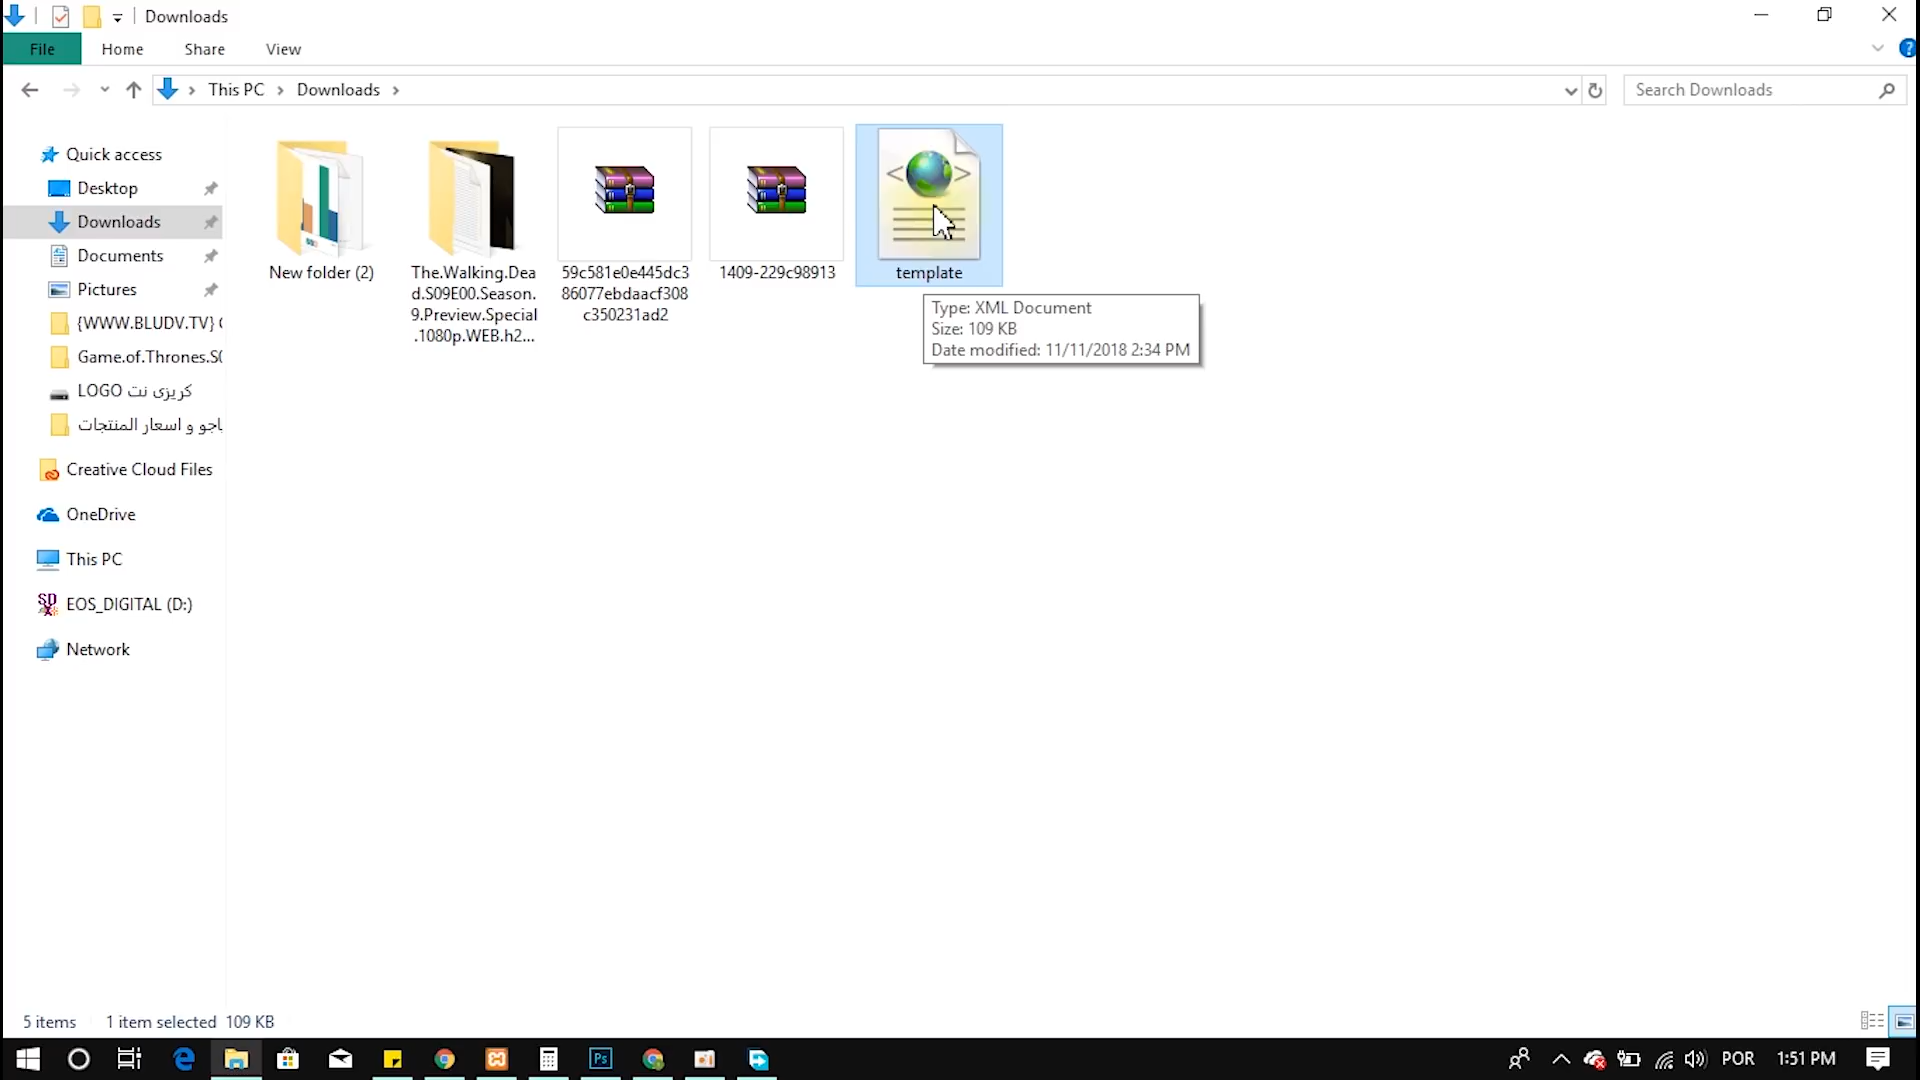 Downloads
File Home Share View
This PC Downloads
Search Downloads
Quick access
Desktop
Downloads
Documents
Pictures
{WWW.BLUDV.TV}
Game.of.Thrones.S0
LOGO كريزى نت
اجو و اسعار المنتجات
Creative Cloud Files
OneDrive
This PC
EOS_DIGITAL (D:)
Network
New folder (2)
The.Walking.Dea
d.S09E00.Season.
9.Preview.Special
.1080p.WEB.h2...
59c581e0e445dc3
86077ebdaacf308
c350231ad2
1409-229c98913
template
Type: XML Document
Size: 109 KB
Date modified: 11/11/2018 2:34 PM
5 items 1 item selected 109 KB
Ps
POR
1:51 PM